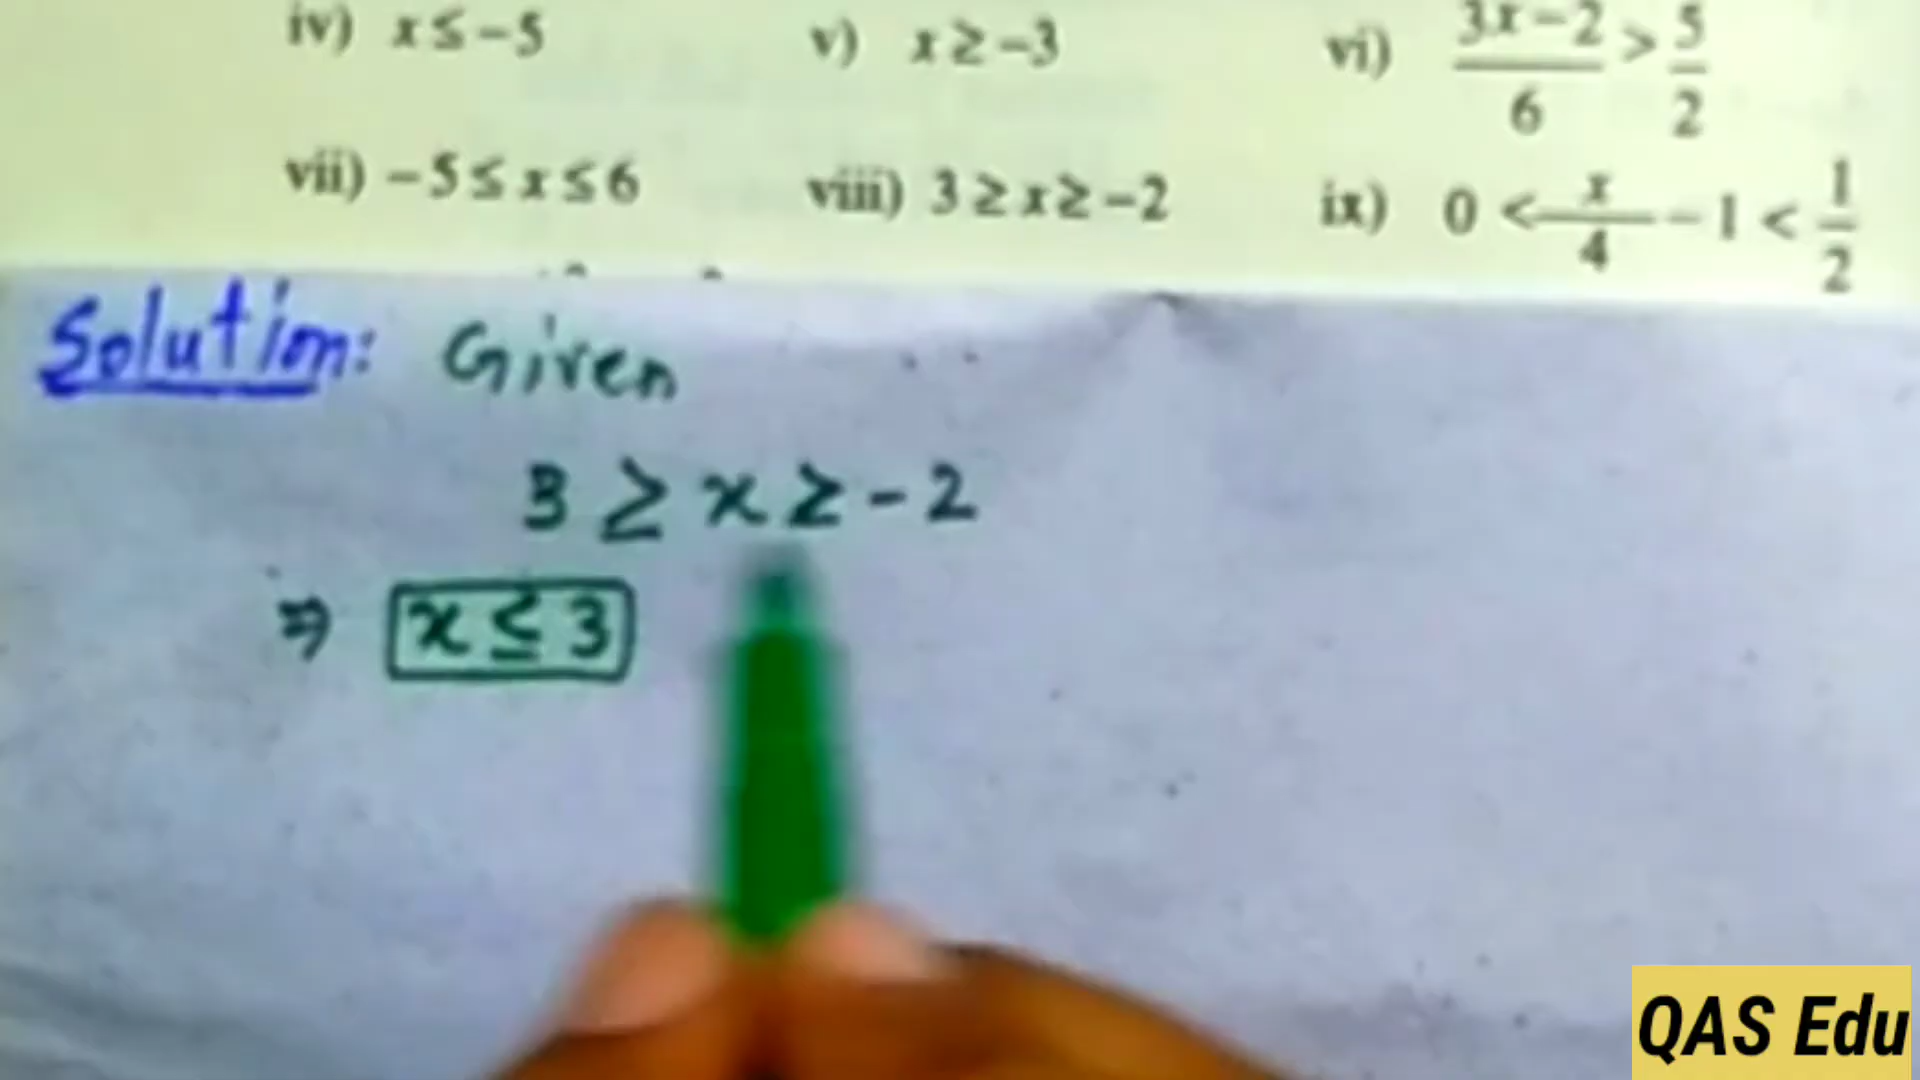 iv) x ≤ -5 v) x ≥ -3 vi) 3x-2/6 > 5/2
vii) -5 ≤ x ≤ 6 viii) 3 ≥ x ≥ -2 ix) 0 < x/4 - 1 < 1/2
Solution: Given
3 ≥ x ≥ -2
⇒ x ≤ 3
QAS Edu